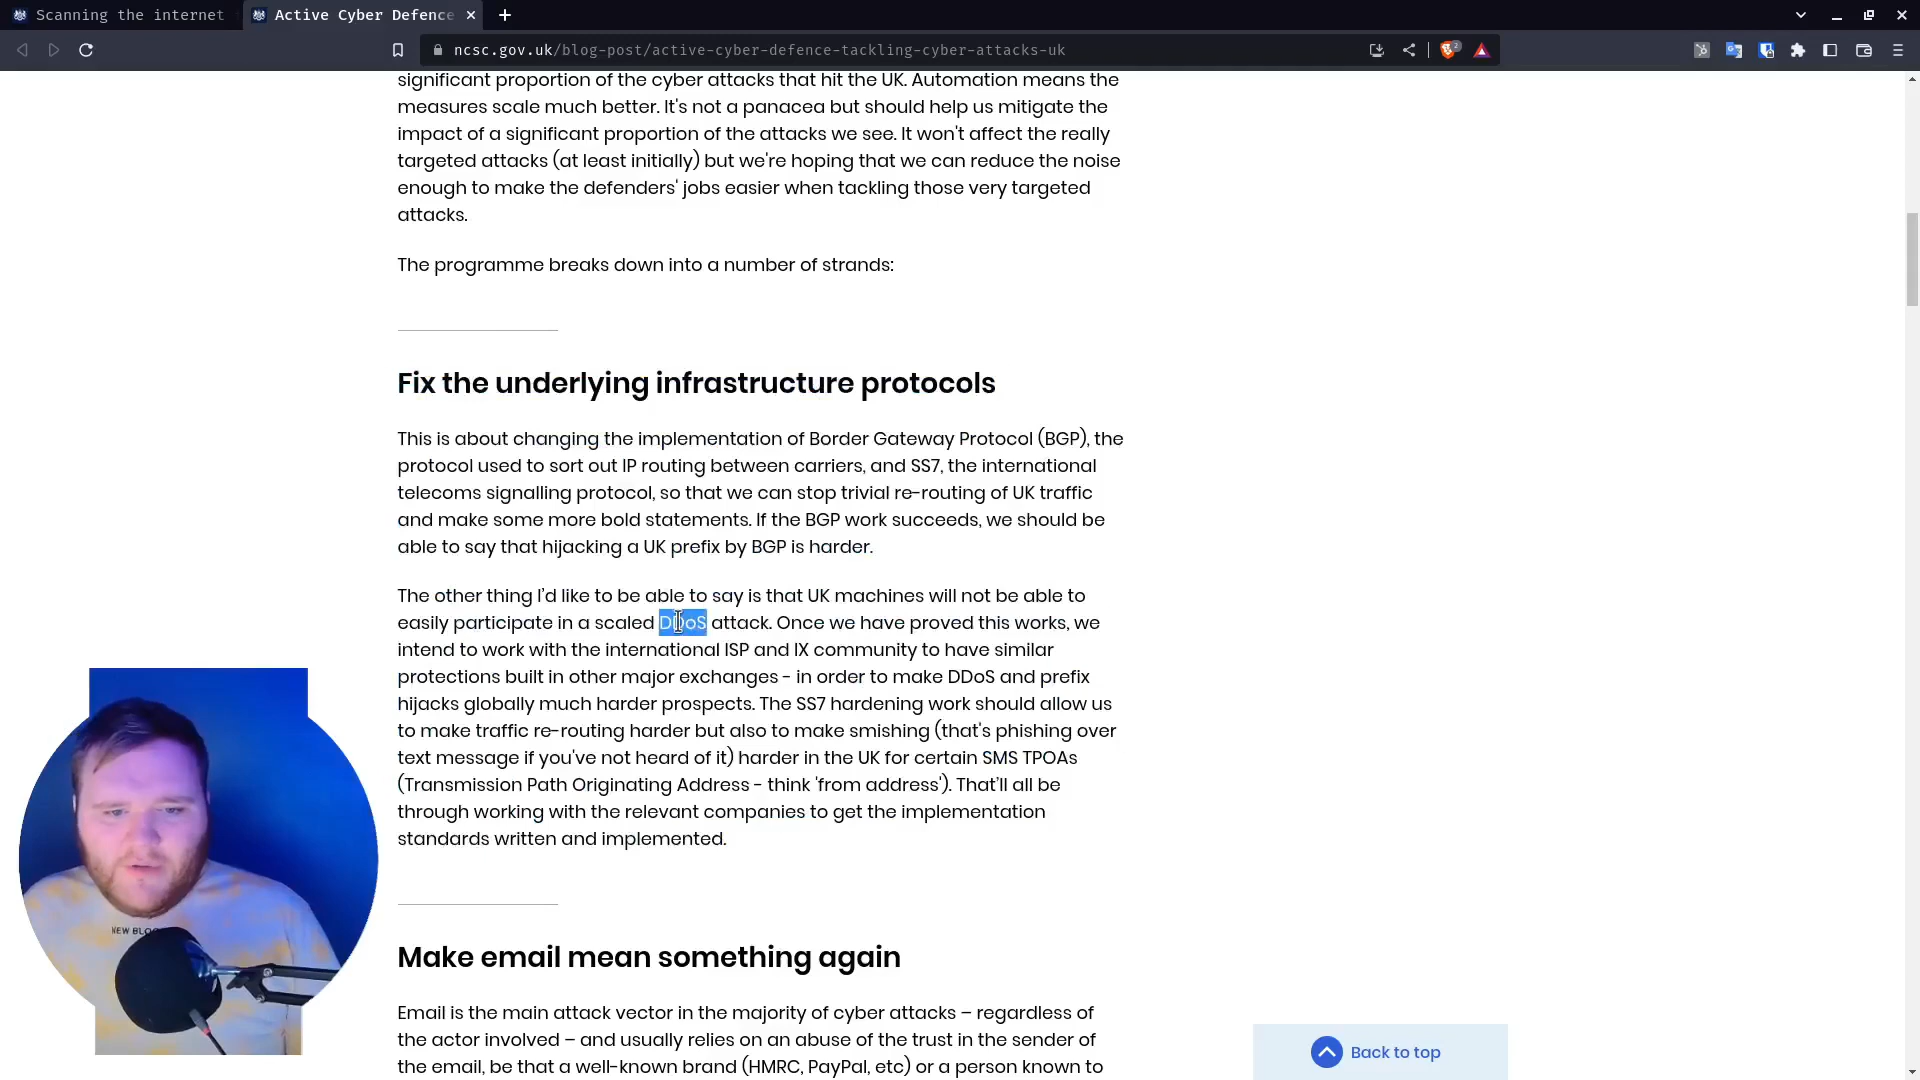 Scanning the internet
Active Cyber Defence
ncsc.gov.uk/blog-post/active-cyber-defence-tackling-cyber-attacks-uk
2
significant proportion of the cyber attacks that hit the UK. Automation means the
measures scale much better. It's not a panacea but should help us mitigate the
impact of a significant proportion of the attacks we see. It won't affect the really
targeted attacks (at least initially) but we're hoping that we can reduce the noise
enough to make the defenders' jobs easier when tackling those very targeted
attacks.
The programme breaks down into a number of strands:
Fix the underlying infrastructure protocols
This is about changing the implementation of Border Gateway Protocol (BGP), the
protocol used to sort out IP routing between carriers, and SS7, the international
telecoms signalling protocol, so that we can stop trivial re-routing of UK traffic
and make some more bold statements. If the BGP work succeeds, we should be
able to say that hijacking a UK prefix by BGP is harder.
The other thing I'd like to be able to say is that UK machines will not be able to
easily participate in a scaled DDoS attack. Once we have proved this works, we
intend to work with the international ISP and IX community to have similar
protections built in other major exchanges - in order to make DDoS and prefix
hijacks globally much harder prospects. The SS7 hardening work should allow us
to make traffic re-routing harder but also to make smishing (that's phishing over
text message if you've not heard of it) harder in the UK for certain SMS TPOAs
(Transmission Path Originating Address - think 'from address'). That'll all be
through working with the relevant companies to get the implementation
standards written and implemented.
NEW BLO
Make email mean something again
Email is the main attack vector in the majority of cyber attacks – regardless of
the actor involved – and usually relies on an abuse of the trust in the sender of
the email, be that a well-known brand (HMRC, PayPal, etc) or a person known to
Back to top